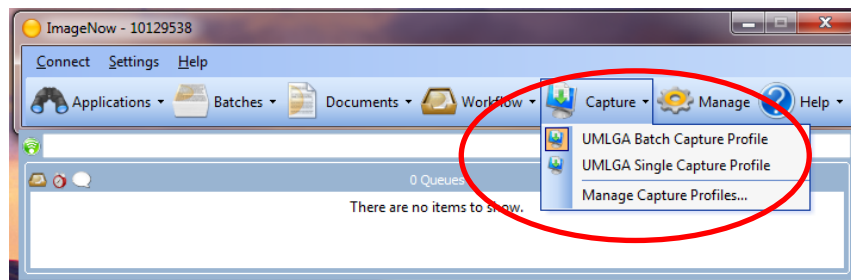 ImageNow - 10129538
Connect Settings Help
Applications Batches Documents Workflow Capture Manage Help
UMLGA Batch Capture Profile
UMLGA Single Capture Profile
Manage Capture Profiles...
0 Queues
There are no items to show.